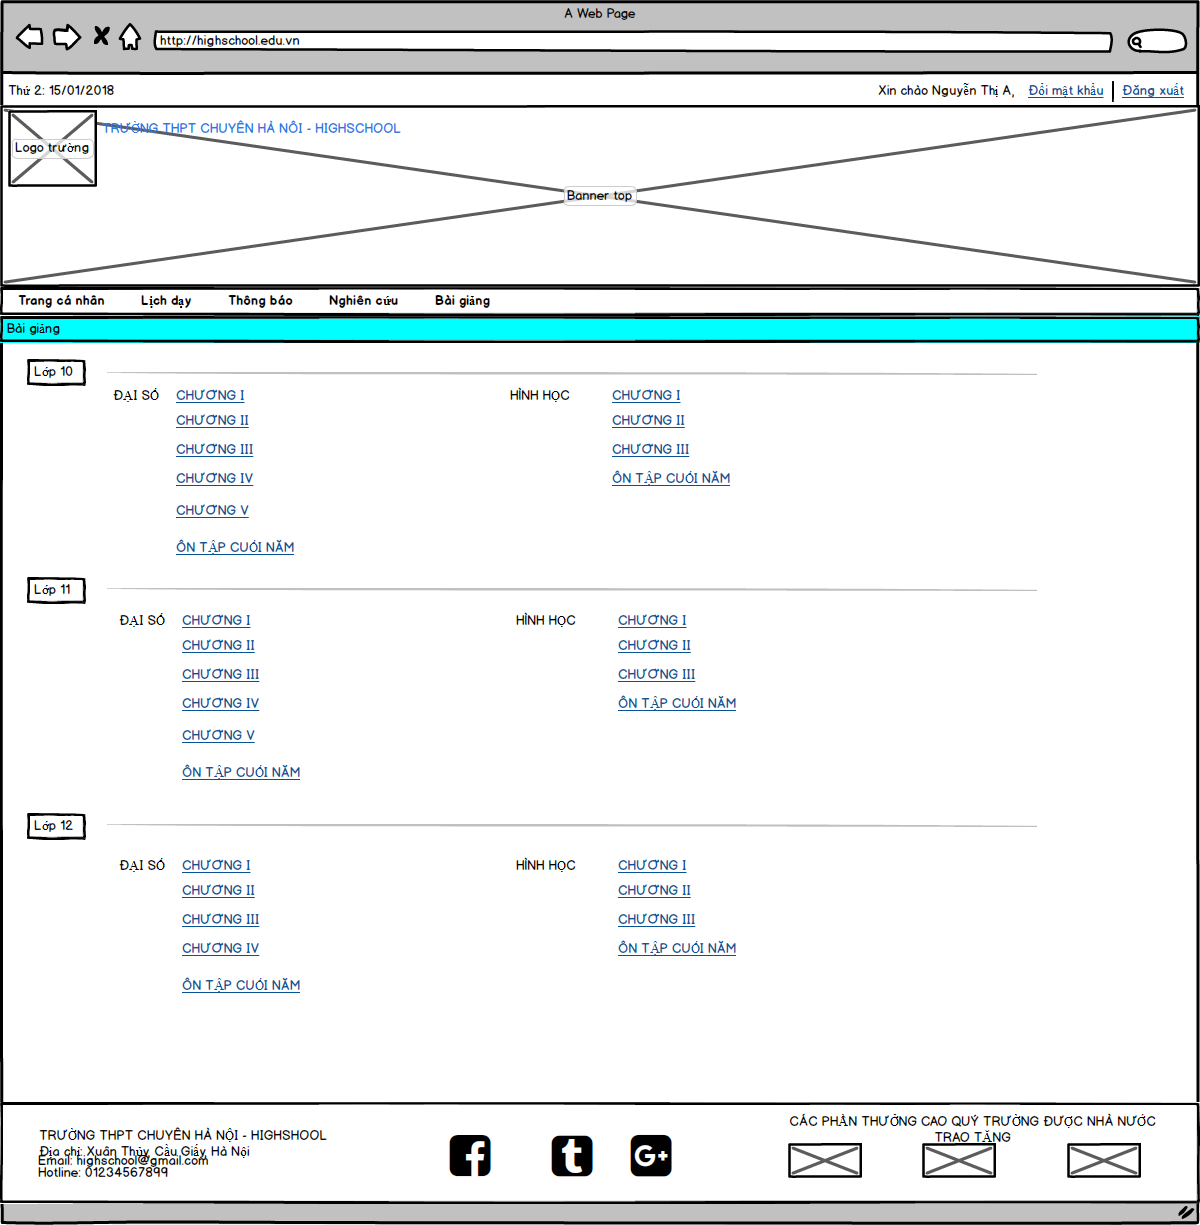 A Web Page
http://highschool.edu.vn
Thứ 2: 15/01/2018
Xin chào Nguyễn Thị A, Đổi mật khẩu Đăng xuất
Logo trường
TRƯỜNG THPT CHUYÊN HÀ NỘI - HIGHSCHOOL
Banner top
Trang cá nhân Lịch dạy Thông báo Nghiên cứu Bài giảng
Bài giảng
Lớp 10
ĐẠI SỐ CHƯƠNG I HÌNH HỌC CHƯƠNG I
CHƯƠNG II CHƯƠNG II
CHƯƠNG III CHƯƠNG III
CHƯƠNG IV ÔN TẬP CUỐI NĂM
CHƯƠNG V
ÔN TẬP CUỐI NĂM
Lớp 11
ĐẠI SỐ CHƯƠNG I HÌNH HỌC CHƯƠNG I
CHƯƠNG II CHƯƠNG II
CHƯƠNG III CHƯƠNG III
CHƯƠNG IV ÔN TẬP CUỐI NĂM
CHƯƠNG V
ÔN TẬP CUỐI NĂM
Lớp 12
ĐẠI SỐ CHƯƠNG I HÌNH HỌC CHƯƠNG I
CHƯƠNG II CHƯƠNG II
CHƯƠNG III CHƯƠNG III
CHƯƠNG IV ÔN TẬP CUỐI NĂM
ÔN TẬP CUỐI NĂM
TRƯỜNG THPT CHUYÊN HÀ NỘI - HIGHSHOOL
Địa chỉ: Xuân Thủy, Cầu Giấy, Hà Nội
Email: highschool@gmail.com
Hotline: 01234567899
f t G+
CÁC PHẦN THƯỞNG CAO QUÝ TRƯỜNG ĐƯỢC NHÀ NƯỚC
TRAO TẶNG